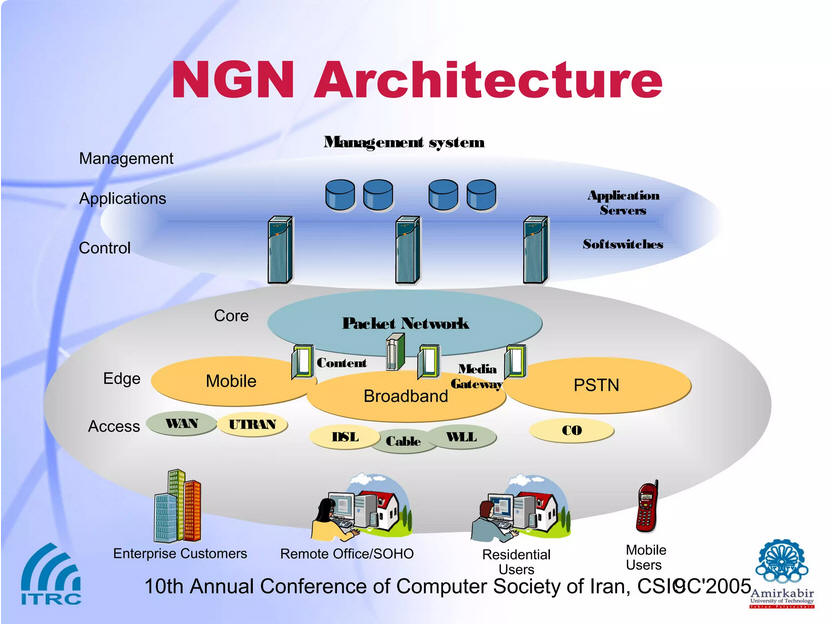 NGN Architecture
Management system
Management
Applications
Application
Servers
Control
Softswitches
Core
Packet Network
Content
Media
Gateway
Edge
Mobile
Broadband
PSTN
Access
WAN
UTRAN
DSL
Cable
WLL
CO
Enterprise Customers
Remote Office/SOHO
Residential
Users
Mobile
Users
ITRC
10th Annual Conference of Computer Society of Iran, CSICC'2005
9
Amirkabir
University of Technology
Tehran Polytechnic